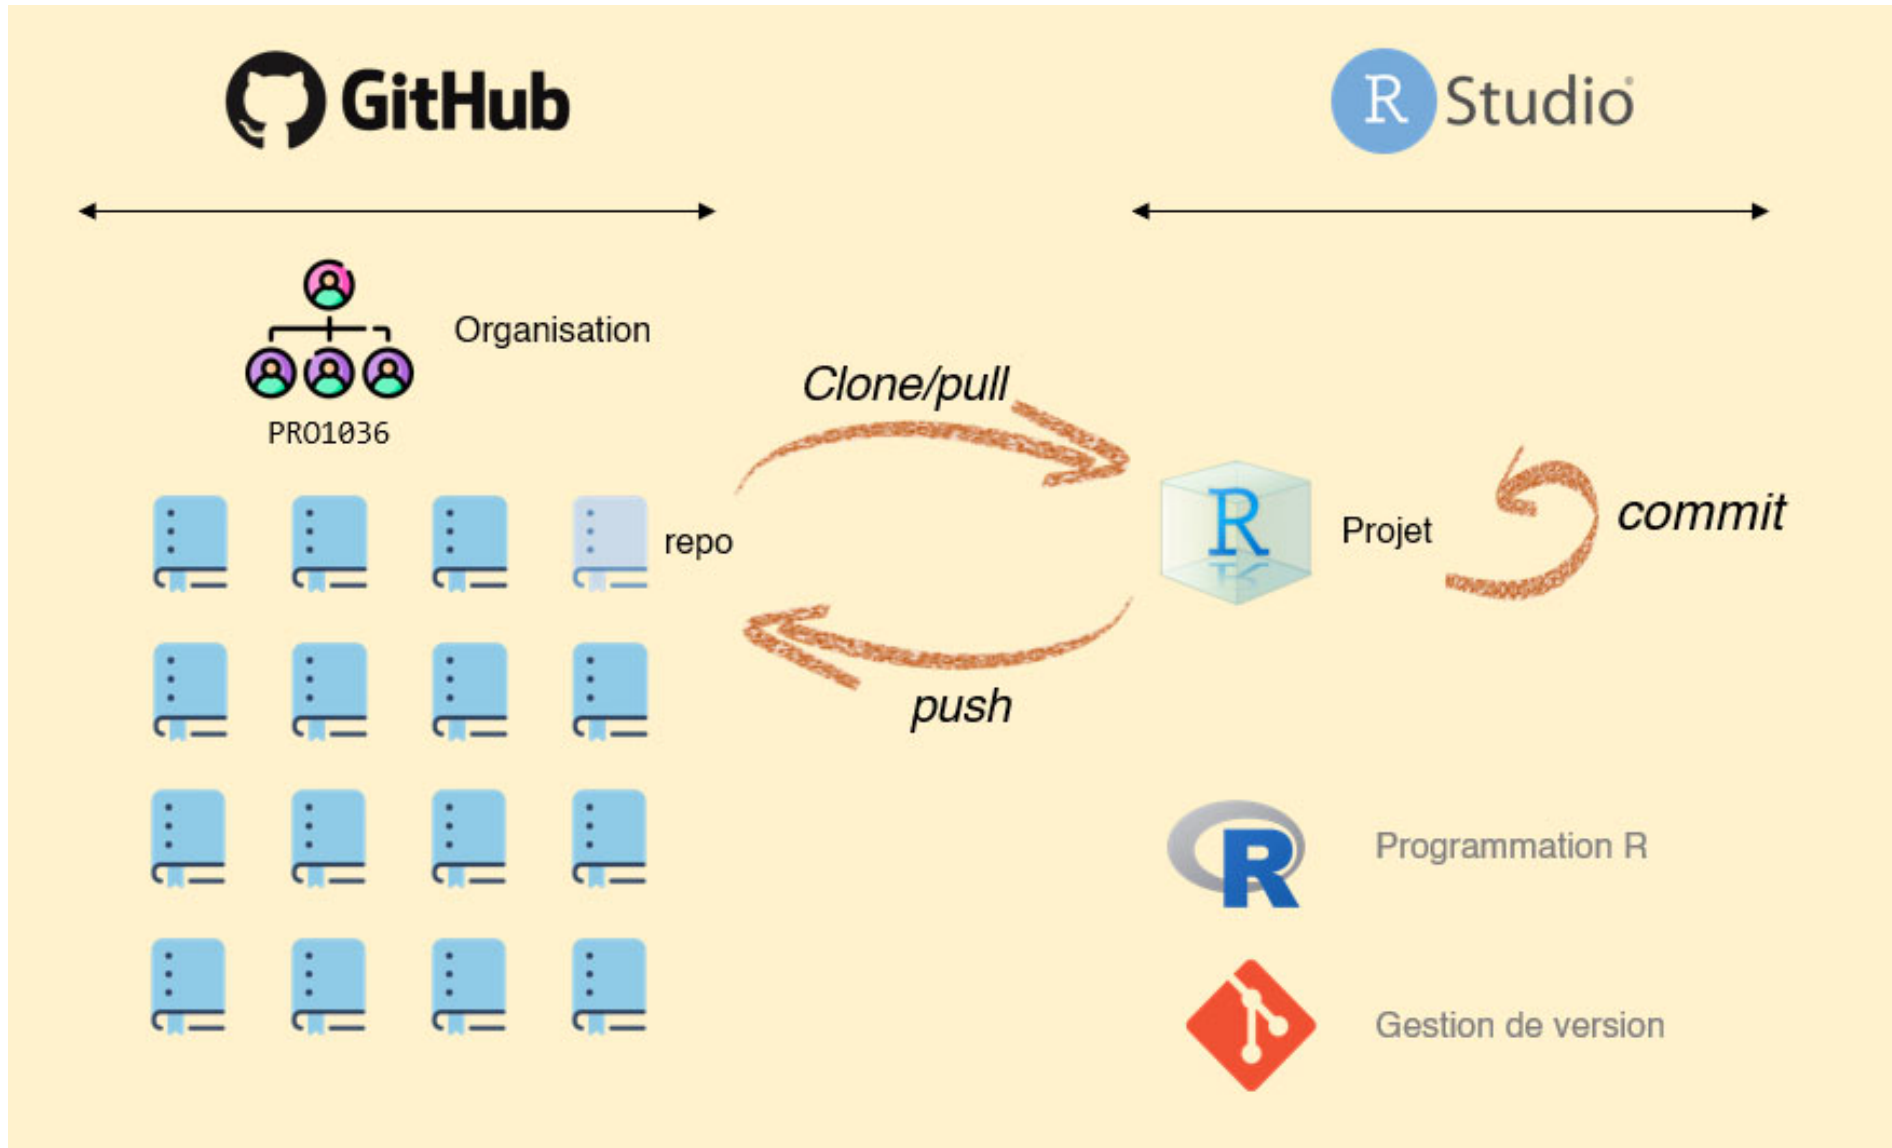 GitHub
R Studio
Organisation
PRO1036
Clone/pull
repo
R
Projet
commit
push
R
Programmation R
Gestion de version